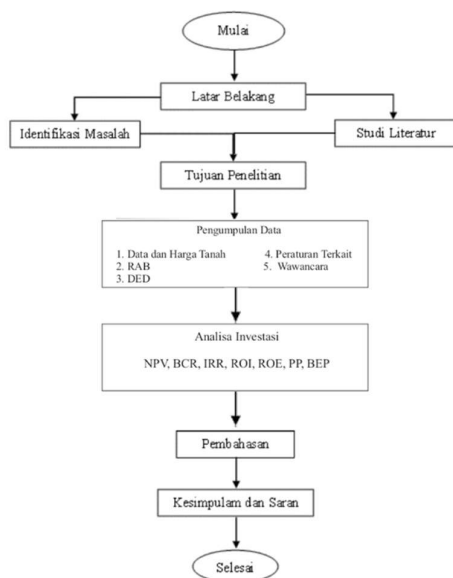 Mulai
Latar Belakang
Identifikasi Masalah
Studi Literatur
Tujuan Penelitian
Pengumpulan Data
1. Data dan Harga Tanah
2. RAB
3. DED
4. Peraturan Terkait
5. Wawancara
Analisa Investasi
NPV, BCR, IRR, ROI, ROE, PP, BEP
Pembahasan
Kesimpulam dan Saran
Selesai